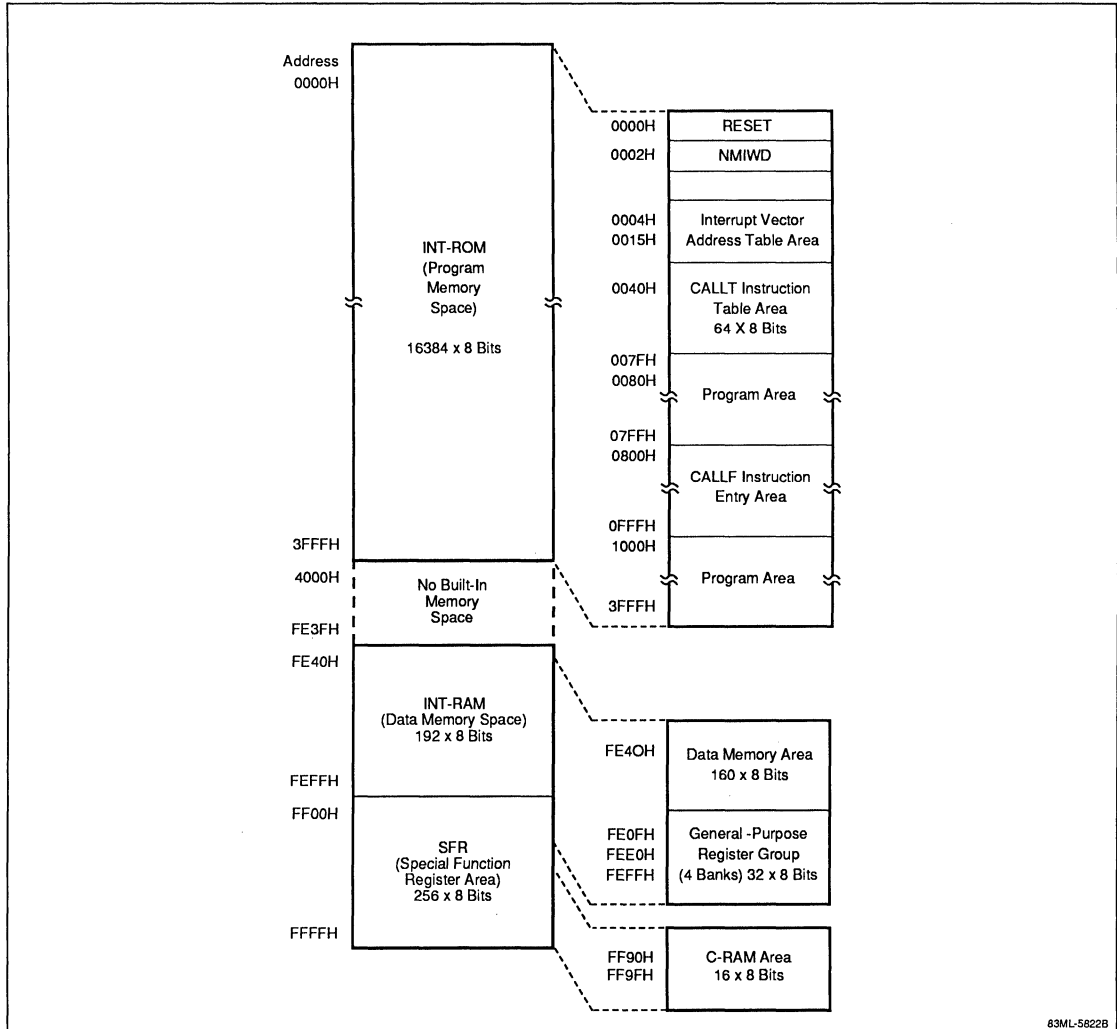 Address
0000H
INT-ROM
(Program
Memory
Space)
16384 x 8 Bits
3FFFH
4000H
No Built-In
Memory
Space
FE3FH
FE40H
INT-RAM
(Data Memory Space)
192 x 8 Bits
FEFFH
FF00H
SFR
(Special Function
Register Area)
256 x 8 Bits
FFFFH
0000H RESET
0002H NMIWD
0004H Interrupt Vector
0015H Address Table Area
0040H CALLT Instruction
Table Area
64 X 8 Bits
007FH
0080H
Program Area
07FFH
0800H
CALLF Instruction
Entry Area
0FFFH
1000H
Program Area
3FFFH
FE4OH Data Memory Area
160 x 8 Bits
FE0FH General -Purpose
FEE0H Register Group
FEFFH (4 Banks) 32 x 8 Bits
FF90H C-RAM Area
FF9FH 16 x 8 Bits
83ML-5822B